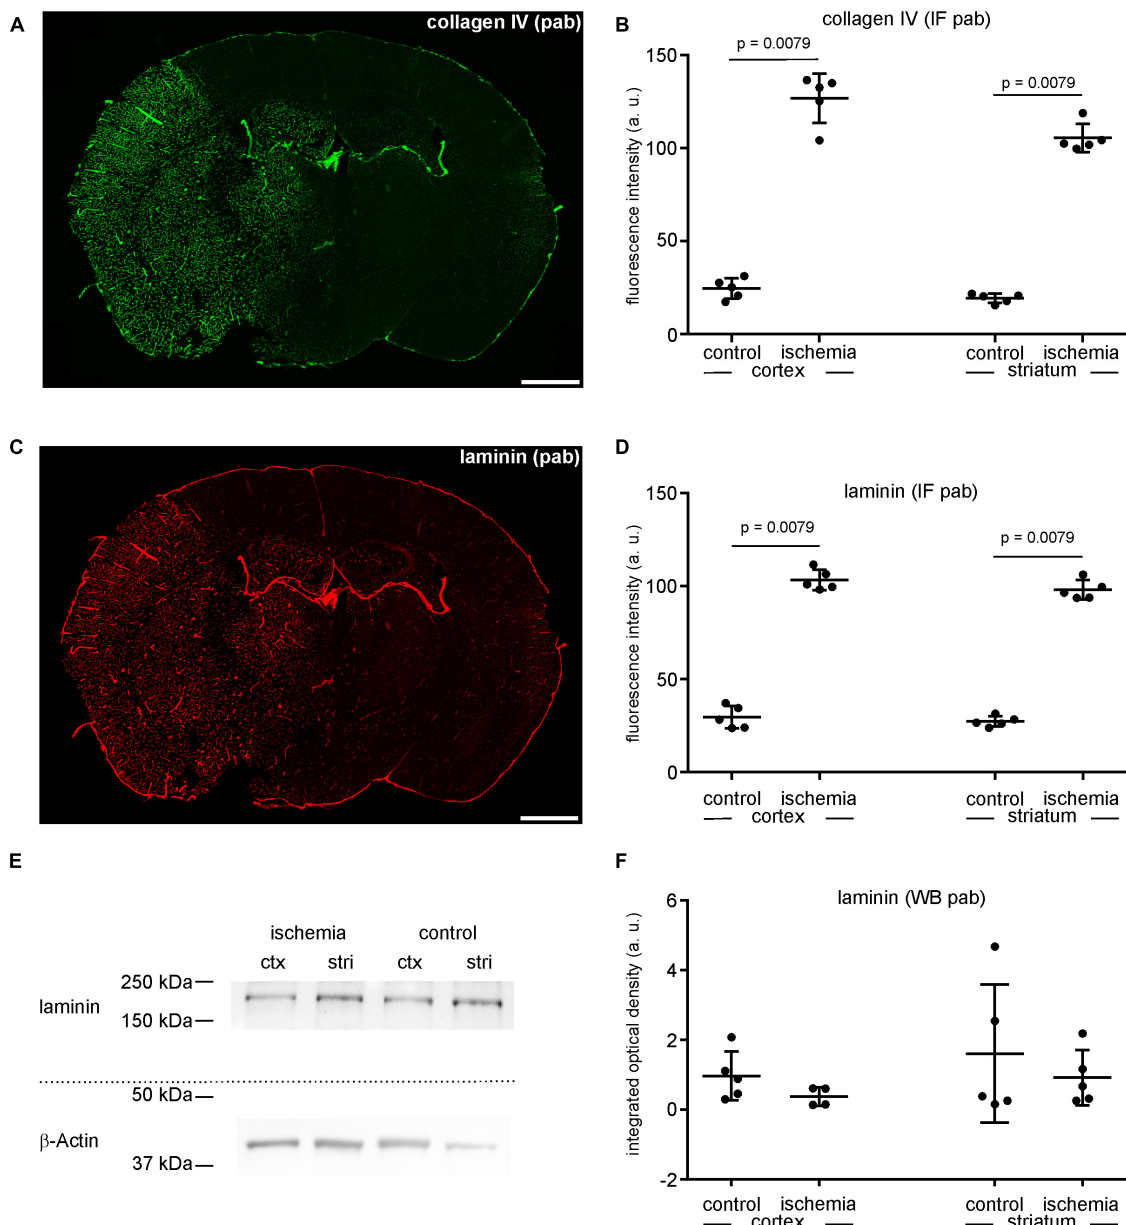 A
collagen IV (pab)
B
collagen IV (IF pab)
p = 0.0079
p = 0.0079
fluorescence intensity (a. u.)
150
100
50
0
control ischemia control ischemia
cortex striatum
C
laminin (pab)
D
laminin (IF pab)
p = 0.0079
p = 0.0079
fluorescence intensity (a. u.)
150
100
50
0
control ischemia control ischemia
cortex striatum
E
ischemia control
ctx stri ctx stri
250 kDa
laminin
150 kDa
50 kDa
β-Actin
37 kDa
F
laminin (WB pab)
integrated optical density (a. u.)
6
4
2
0
-2
control ischemia control ischemia
cortex striatum